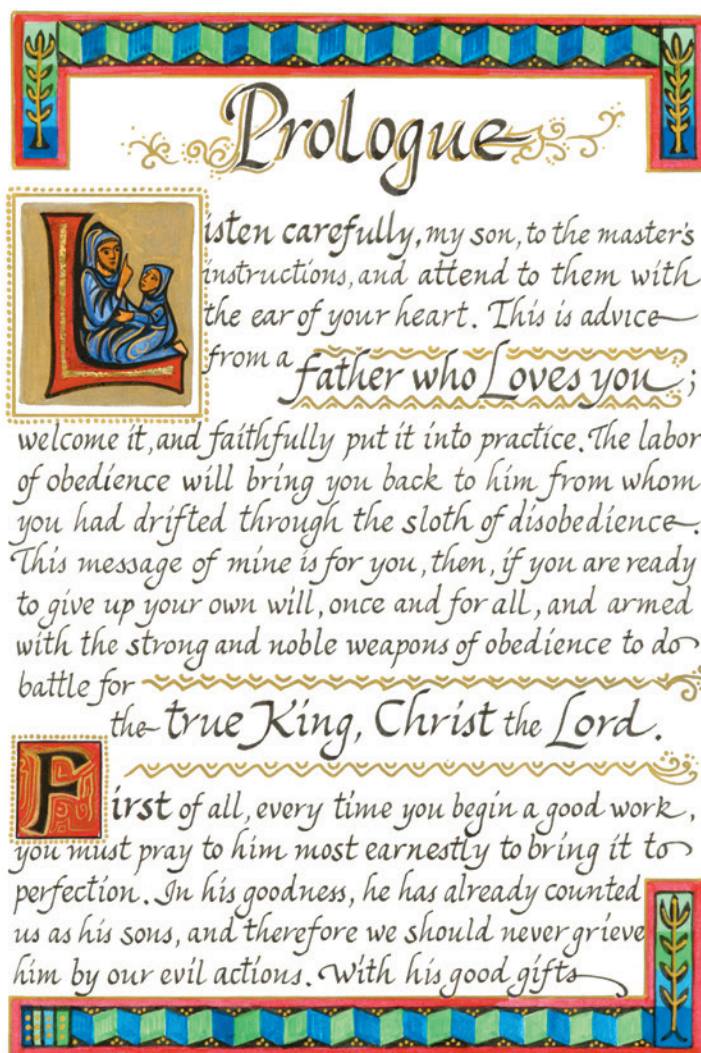 Prologue
Listen carefully, my son, to the master's
instructions, and attend to them with
the ear of your heart. This is advice
from a father who Loves you;
welcome it, and faithfully put it into practice. The labor
of obedience will bring you back to him from whom
you had drifted through the sloth of disobedience.
This message of mine is for you, then, if you are ready
to give up your own will, once and for all, and armed
with the strong and noble weapons of obedience to do
battle for
the true King, Christ the Lord.
First of all, every time you begin a good work,
you must pray to him most earnestly to bring it to
perfection. In his goodness, he has already counted
us as his sons, and therefore we should never grieve
him by our evil actions. With his good gifts